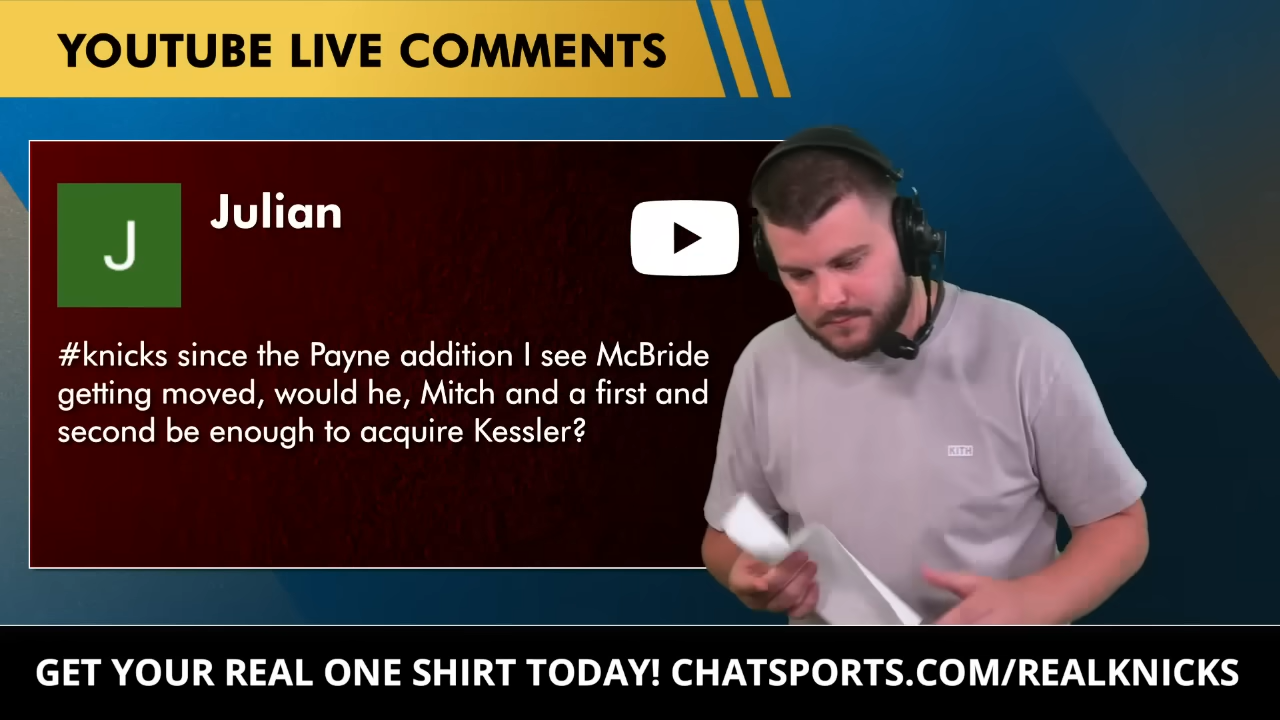 YOUTUBE LIVE COMMENTS
J
Julian
#knicks since the Payne addition I see McBride
getting moved, would he, Mitch and a first and
second be enough to acquire Kessler?
KITH
GET YOUR REAL ONE SHIRT TODAY! CHATSPORTS.COM/REALKNICKS